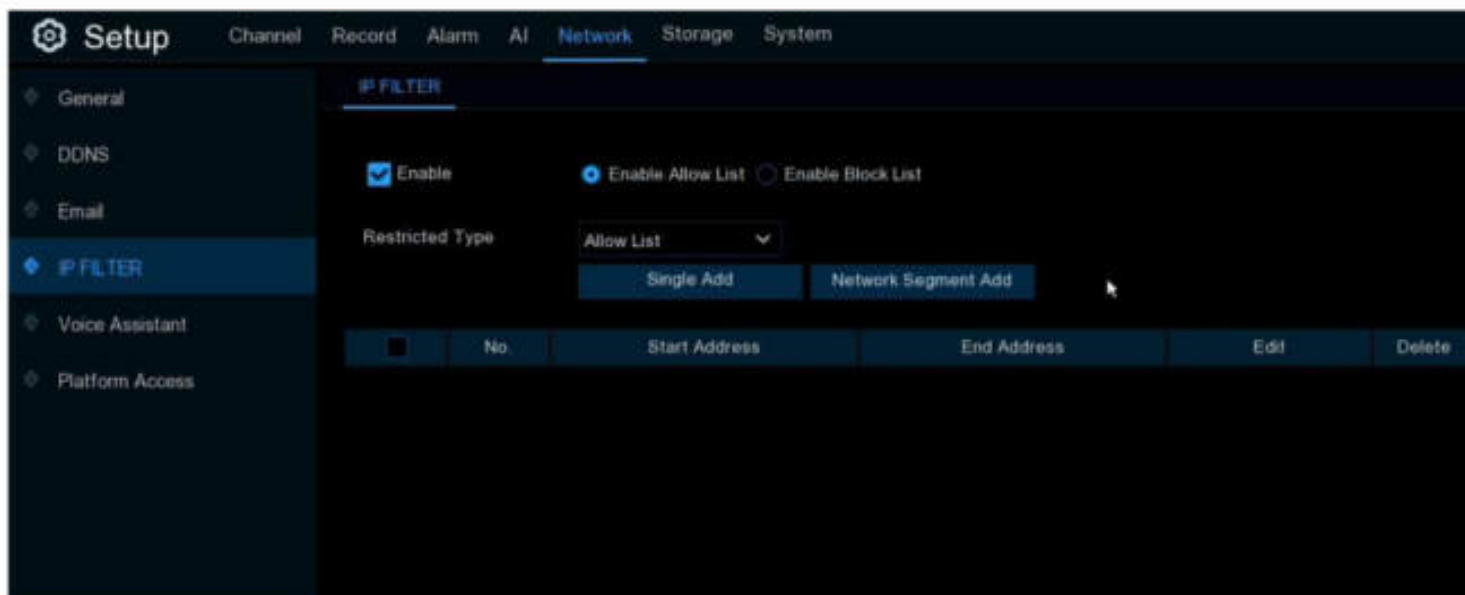 Setup Channel Record Alarm AI Network Storage System
General
DDNS
Email
IP FILTER
Voice Assistant
Platform Access
IP FILTER
Enable Enable Allow List Enable Block List
Restricted Type Allow List
Single Add Network Segment Add
No. Start Address End Address Edit Delete